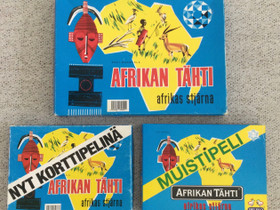 AFRIKAN TÄHTI
afrikas stjärna
NYT KORTTIPELINÄ
AFRIKAN TÄHTI
afrikas stjärna
MUISTIPELI
AFRIKAN TÄHTI
afrikas stjärna